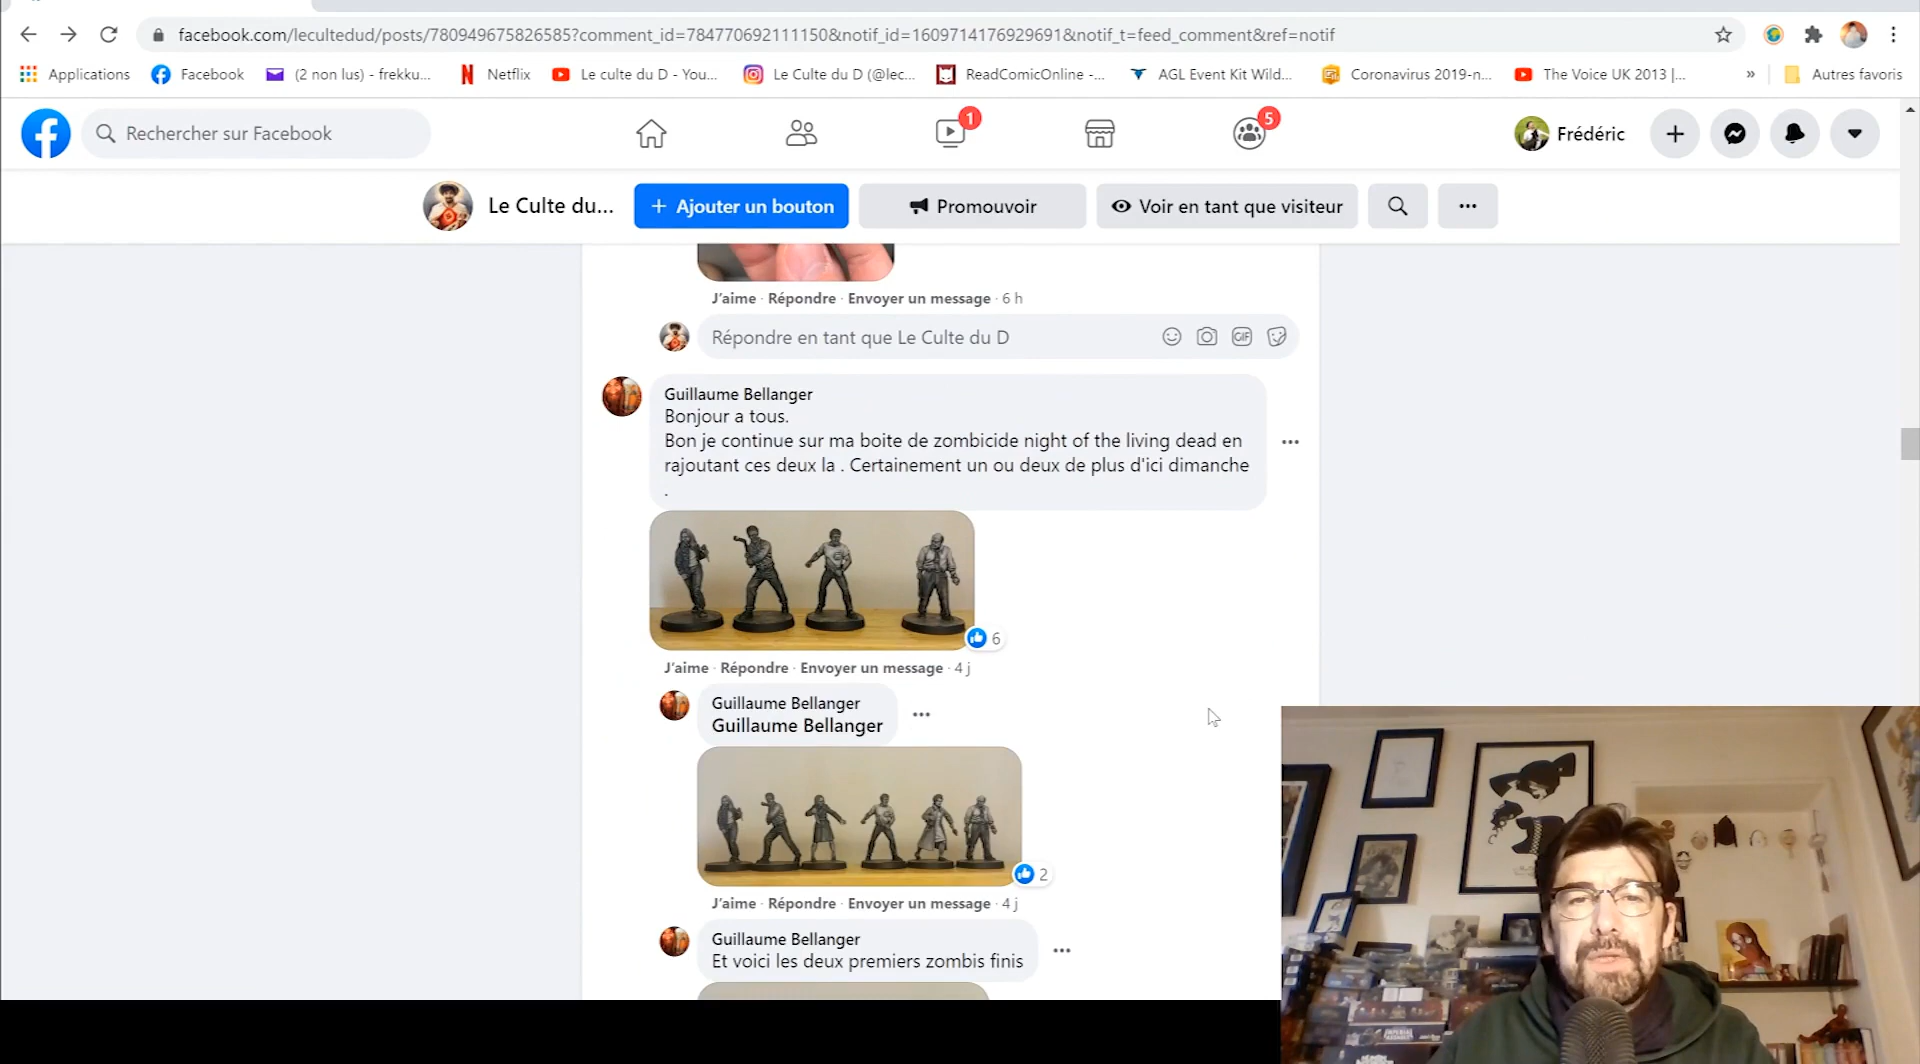 facebook.com/lecultedud/posts/780949675826585?comment_id=784770692111150&notif_id=1609714176929691&notif_t=feed_comment&ref=notif
Applications
Facebook
(2 non lus) - frekku...
Netflix
Le culte du D - You...
Le Culte du D (@lec...
ReadComicOnline -...
AGL Event Kit Wild...
Coronavirus 2019-n...
The Voice UK 2013 |...
»
Autres favoris
Rechercher sur Facebook
1
5
Frédéric
Le Culte du...
+ Ajouter un bouton
Promouvoir
Voir en tant que visiteur
J'aime · Répondre · Envoyer un message · 6 h
Répondre en tant que Le Culte du D
GIF
Guillaume Bellanger
Bonjour a tous.
Bon je continue sur ma boite de zombicide night of the living dead en
rajoutant ces deux la . Certainement un ou deux de plus d'ici dimanche
.
6
J'aime · Répondre · Envoyer un message · 4 j
Guillaume Bellanger
Guillaume Bellanger
2
J'aime · Répondre · Envoyer un message · 4 j
Guillaume Bellanger
Et voici les deux premiers zombis finis